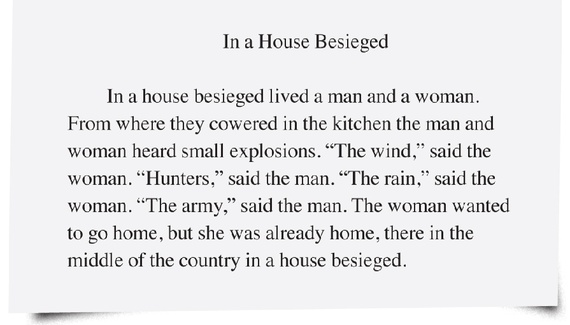 In a House Besieged
In a house besieged lived a man and a woman.
From where they cowered in the kitchen the man and
woman heard small explosions. “The wind,” said the
woman. “Hunters,” said the man. “The rain,” said the
woman. “The army,” said the man. The woman wanted
to go home, but she was already home, there in the
middle of the country in a house besieged.